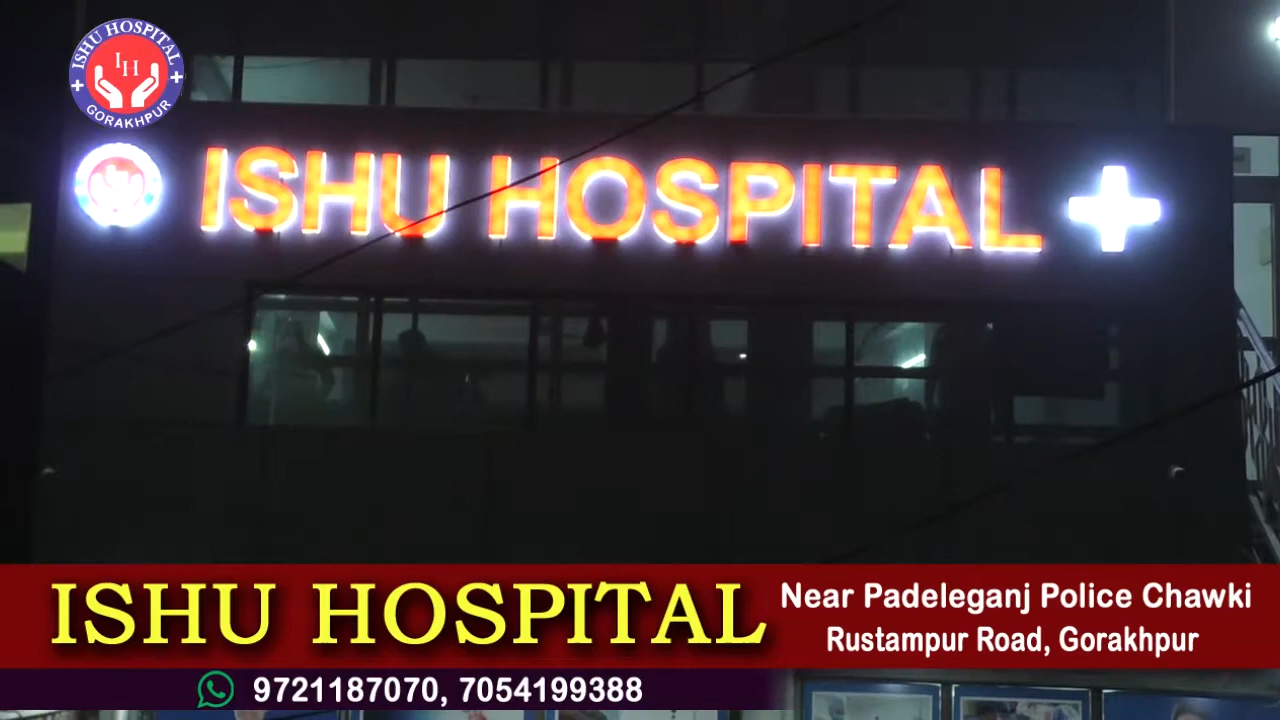 ISHU HOSPITAL
IH
GORAKHPUR
ISHU HOSPITAL
ISHU HOSPITAL
Near Padeleganj Police Chawki
Rustampur Road, Gorakhpur
9721187070, 7054199388